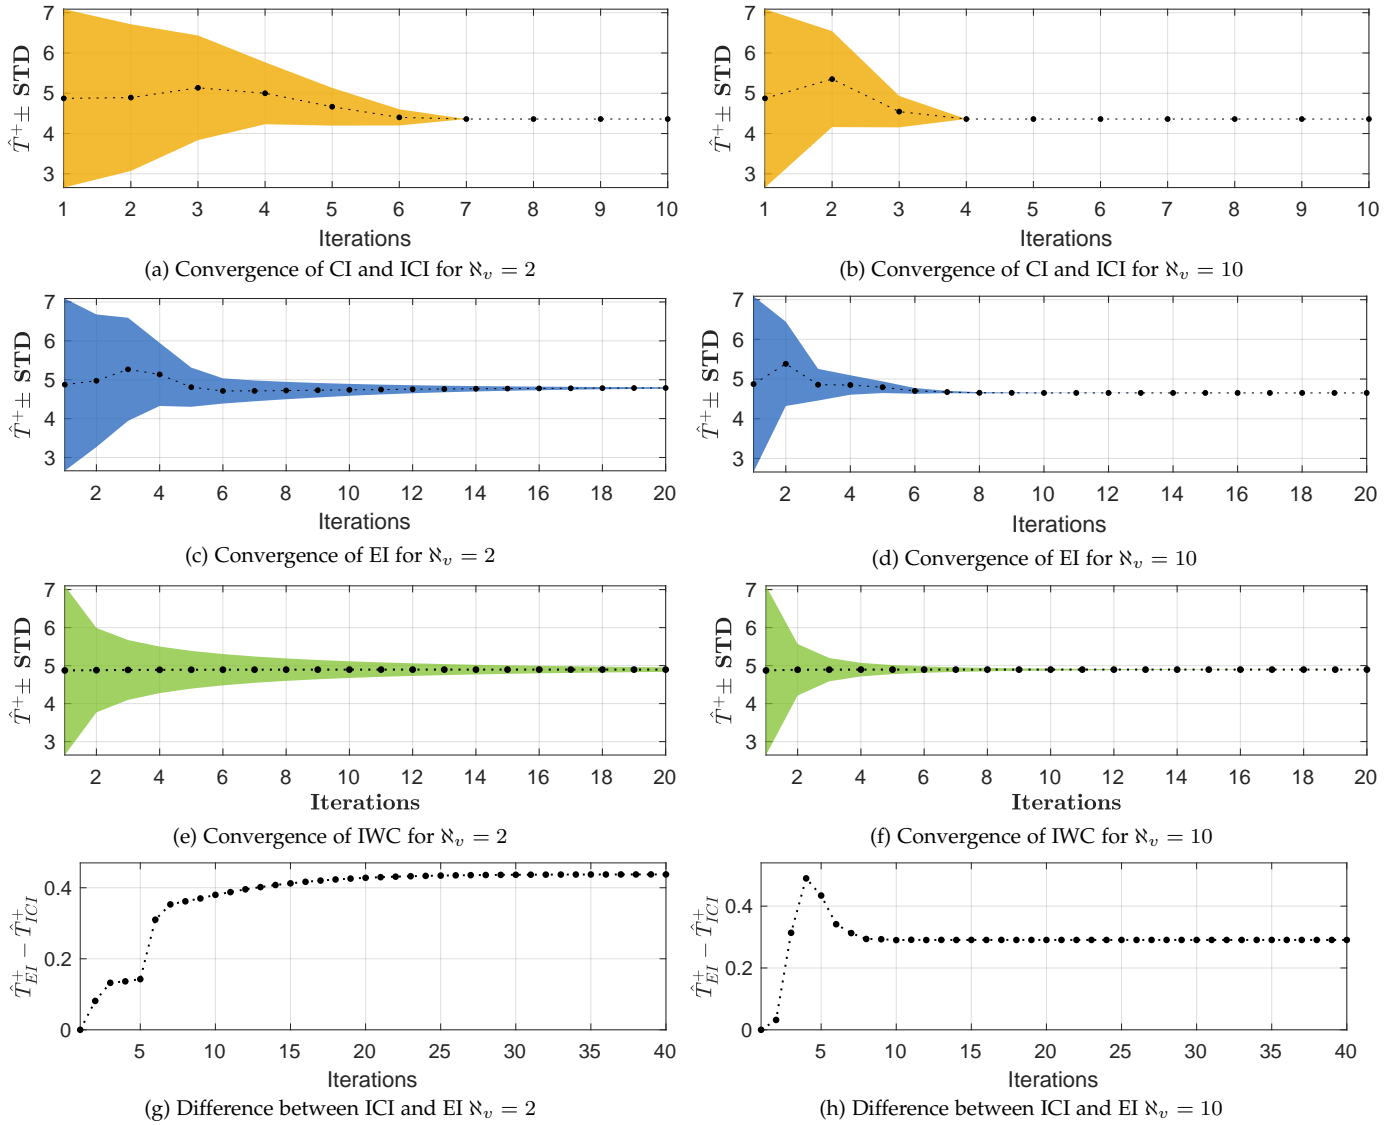 7
6
5
4
3
T̂⁺ ± STD
1 2 3 4 5 6 7 8 9 10
Iterations
(a) Convergence of CI and ICI for ℵᵥ = 2
7
6
5
4
3
T̂⁺ ± STD
1 2 3 4 5 6 7 8 9 10
Iterations
(b) Convergence of CI and ICI for ℵᵥ = 10
7
6
5
4
3
T̂⁺ ± STD
2 4 6 8 10 12 14 16 18 20
Iterations
(c) Convergence of EI for ℵᵥ = 2
7
6
5
4
3
T̂⁺ ± STD
2 4 6 8 10 12 14 16 18 20
Iterations
(d) Convergence of EI for ℵᵥ = 10
7
6
5
4
3
T̂⁺ ± STD
2 4 6 8 10 12 14 16 18 20
Iterations
(e) Convergence of IWC for ℵᵥ = 2
7
6
5
4
3
T̂⁺ ± STD
2 4 6 8 10 12 14 16 18 20
Iterations
(f) Convergence of IWC for ℵᵥ = 10
0.4
0.2
0
T̂⁺_EI − T̂⁺_ICI
5 10 15 20 25 30 35 40
Iterations
(g) Difference between ICI and EI ℵᵥ = 2
0.4
0.2
0
T̂⁺_EI − T̂⁺_ICI
5 10 15 20 25 30 35 40
Iterations
(h) Difference between ICI and EI ℵᵥ = 10